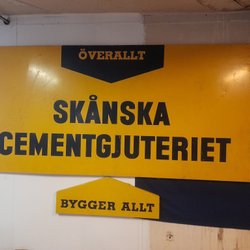 ÖVERALLT
SKÅNSKA
CEMENTGJUTERIET
BYGGER ALLT